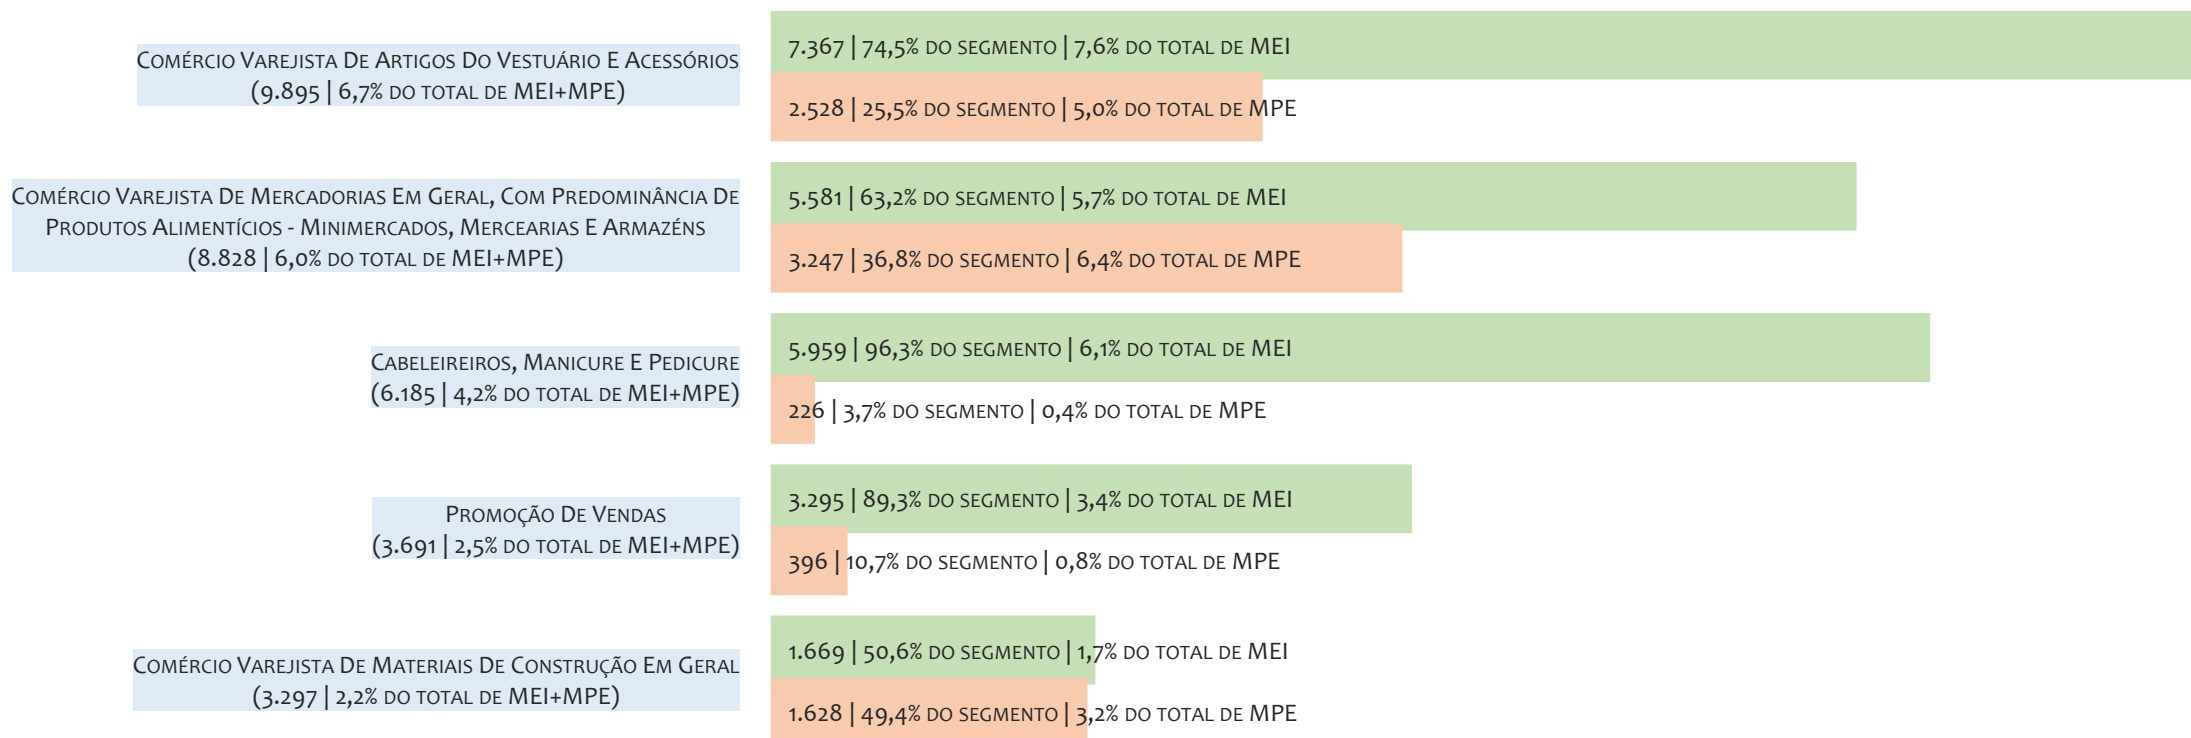 Comércio Varejista De Artigos Do Vestuário E Acessórios
(9.895 | 6,7% do total de MEI+MPE)
7.367 | 74,5% do segmento | 7,6% do total de MEI
2.528 | 25,5% do segmento | 5,0% do total de MPE
Comércio Varejista De Mercadorias Em Geral, Com Predominância De
Produtos Alimentícios - Minimercados, Mercearias E Armazéns
(8.828 | 6,0% do total de MEI+MPE)
5.581 | 63,2% do segmento | 5,7% do total de MEI
3.247 | 36,8% do segmento | 6,4% do total de MPE
Cabeleireiros, Manicure E Pedicure
(6.185 | 4,2% do total de MEI+MPE)
5.959 | 96,3% do segmento | 6,1% do total de MEI
226 | 3,7% do segmento | 0,4% do total de MPE
Promoção De Vendas
(3.691 | 2,5% do total de MEI+MPE)
3.295 | 89,3% do segmento | 3,4% do total de MEI
396 | 10,7% do segmento | 0,8% do total de MPE
Comércio Varejista De Materiais De Construção Em Geral
(3.297 | 2,2% do total de MEI+MPE)
1.669 | 50,6% do segmento | 1,7% do total de MEI
1.628 | 49,4% do segmento | 3,2% do total de MPE